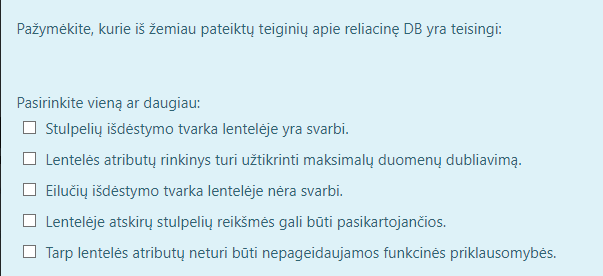 Pažymėkite, kurie iš žemiau pateiktų teiginių apie reliacinę DB yra teisingi:
Pasirinkite vieną ar daugiau:
Stulpelių išdėstymo tvarka lentelėje yra svarbi.
Lentelės atributų rinkinys turi užtikrinti maksimalų duomenų dubliavimą.
Eilučių išdėstymo tvarka lentelėje nėra svarbi.
Lentelėje atskirų stulpelių reikšmės gali būti pasikartojančios.
Tarp lentelės atributų neturi būti nepageidaujamos funkcinės priklausomybės.